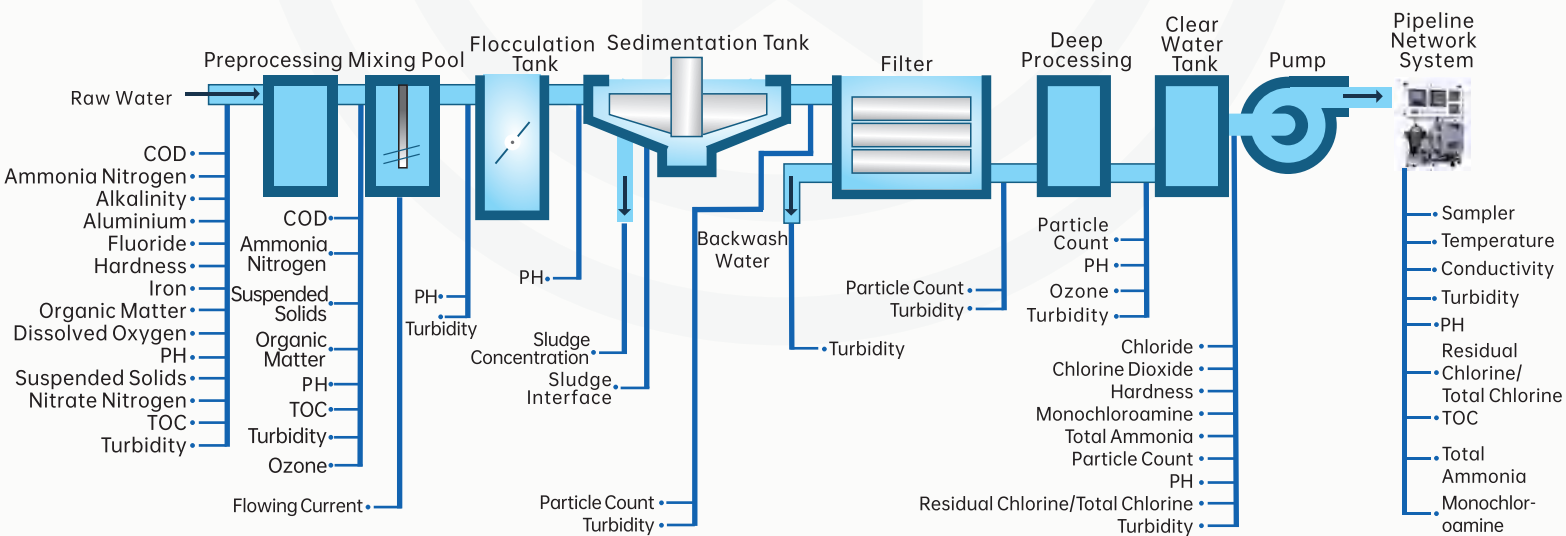 Preprocessing
Mixing Pool
Flocculation
Tank
Sedimentation Tank
Filter
Deep
Processing
Clear
Water
Tank
Pump
Pipeline
Network
System
Raw Water
COD
Ammonia Nitrogen
Alkalinity
Aluminium
Fluoride
Hardness
Iron
Organic Matter
Dissolved Oxygen
PH
Suspended Solids
Nitrate Nitrogen
TOC
Turbidity
COD
Ammonia
Nitrogen
Suspended
Solids
Organic
Matter
PH
TOC
Turbidity
Ozone
Flowing Current
PH
Turbidity
PH
Sludge
Concentration
Sludge
Interface
Particle Count
Turbidity
Backwash
Water
Turbidity
Particle Count
Turbidity
Particle
Count
PH
Ozone
Turbidity
Chloride
Chlorine Dioxide
Hardness
Monochloroamine
Total Ammonia
Particle Count
PH
Residual Chlorine/Total Chlorine
Turbidity
Sampler
Temperature
Conductivity
Turbidity
PH
Residual
Chlorine/
Total Chlorine
TOC
Total
Ammonia
Monochlor-
oamine